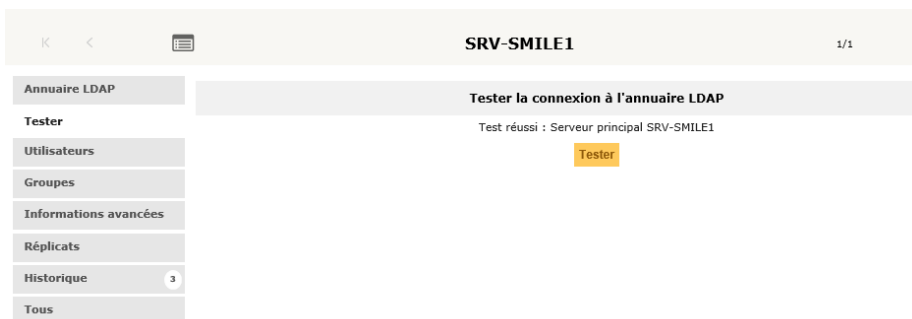 SRV-SMILE1
1/1
Annuaire LDAP
Tester
Utilisateurs
Groupes
Informations avancées
Réplicats
Historique 3
Tous
Tester la connexion à l'annuaire LDAP
Test réussi : Serveur principal SRV-SMILE1
Tester